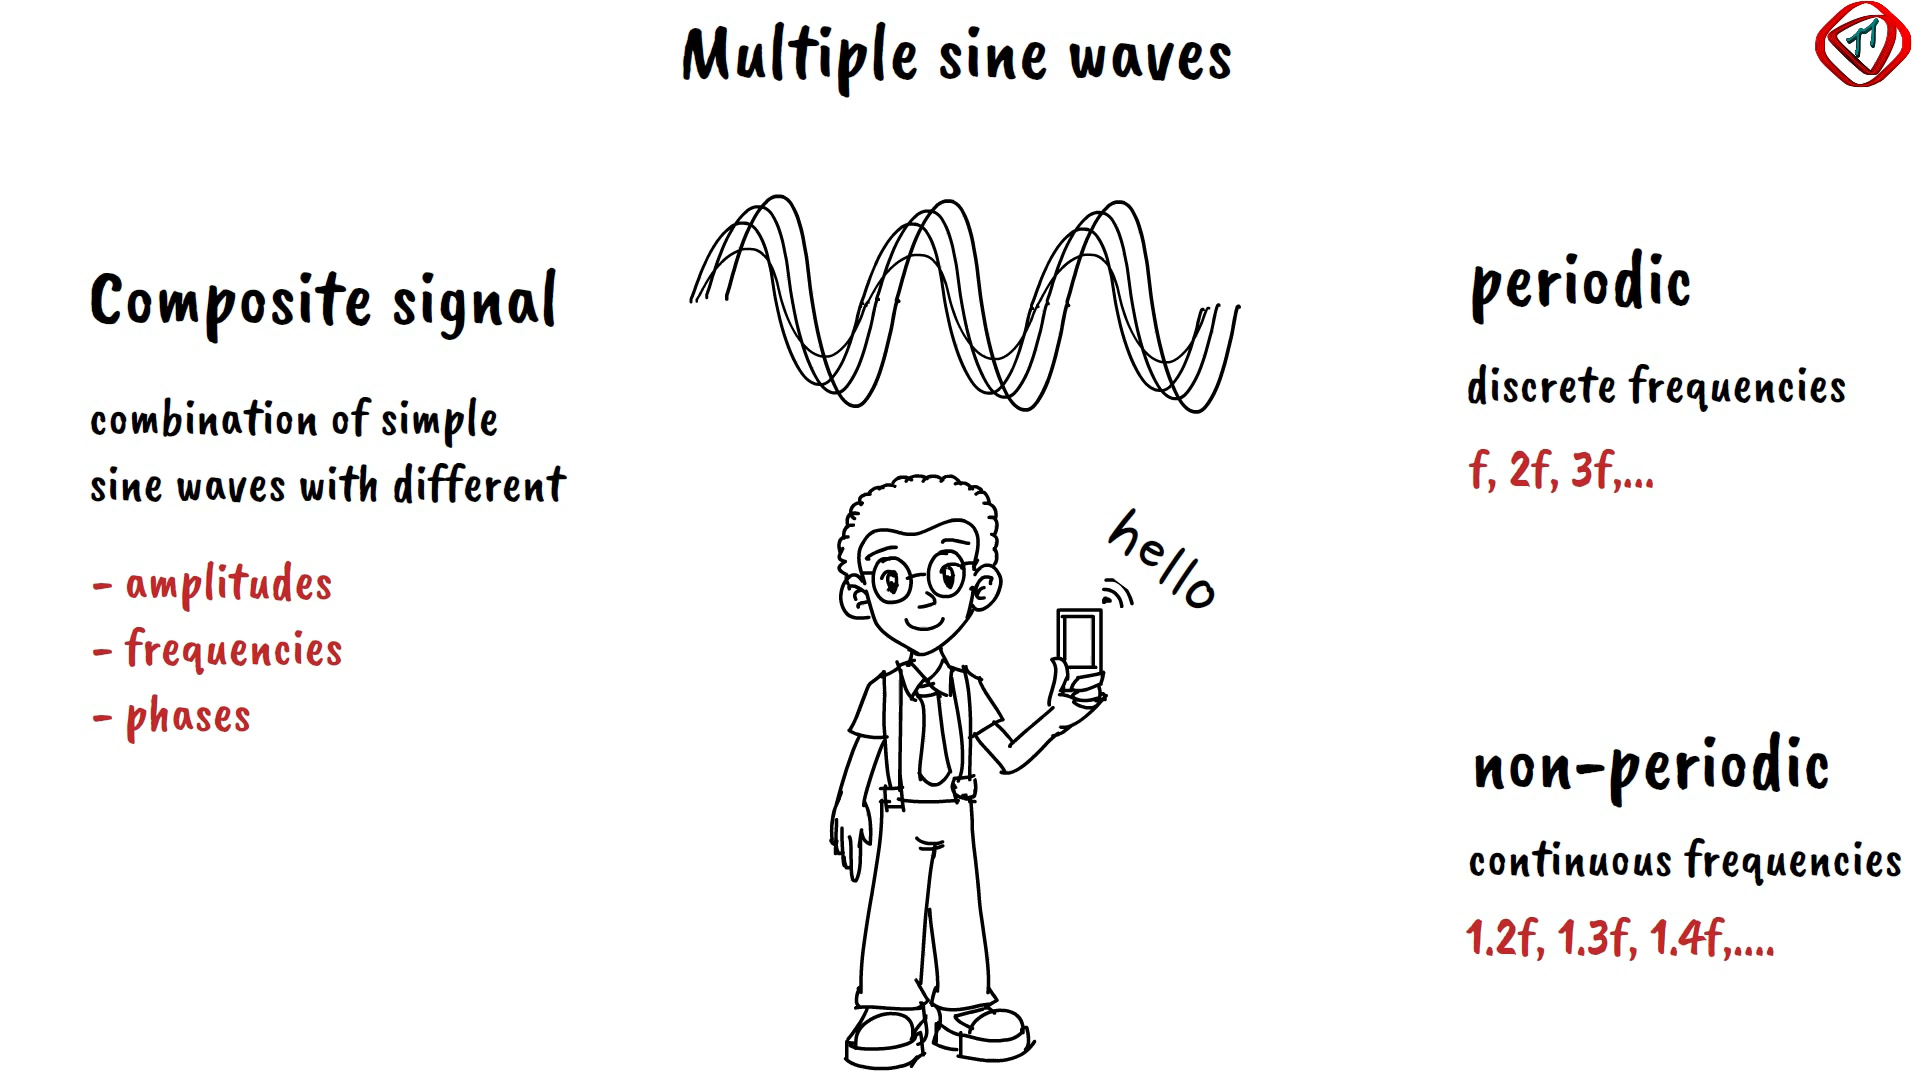 Multiple sine waves
Composite signal
combination of simple
sine waves with different
- amplitudes
- frequencies
- phases
hello
periodic
discrete frequencies
f, 2f, 3f,...
non-periodic
continuous frequencies
1.2f, 1.3f, 1.4f,....